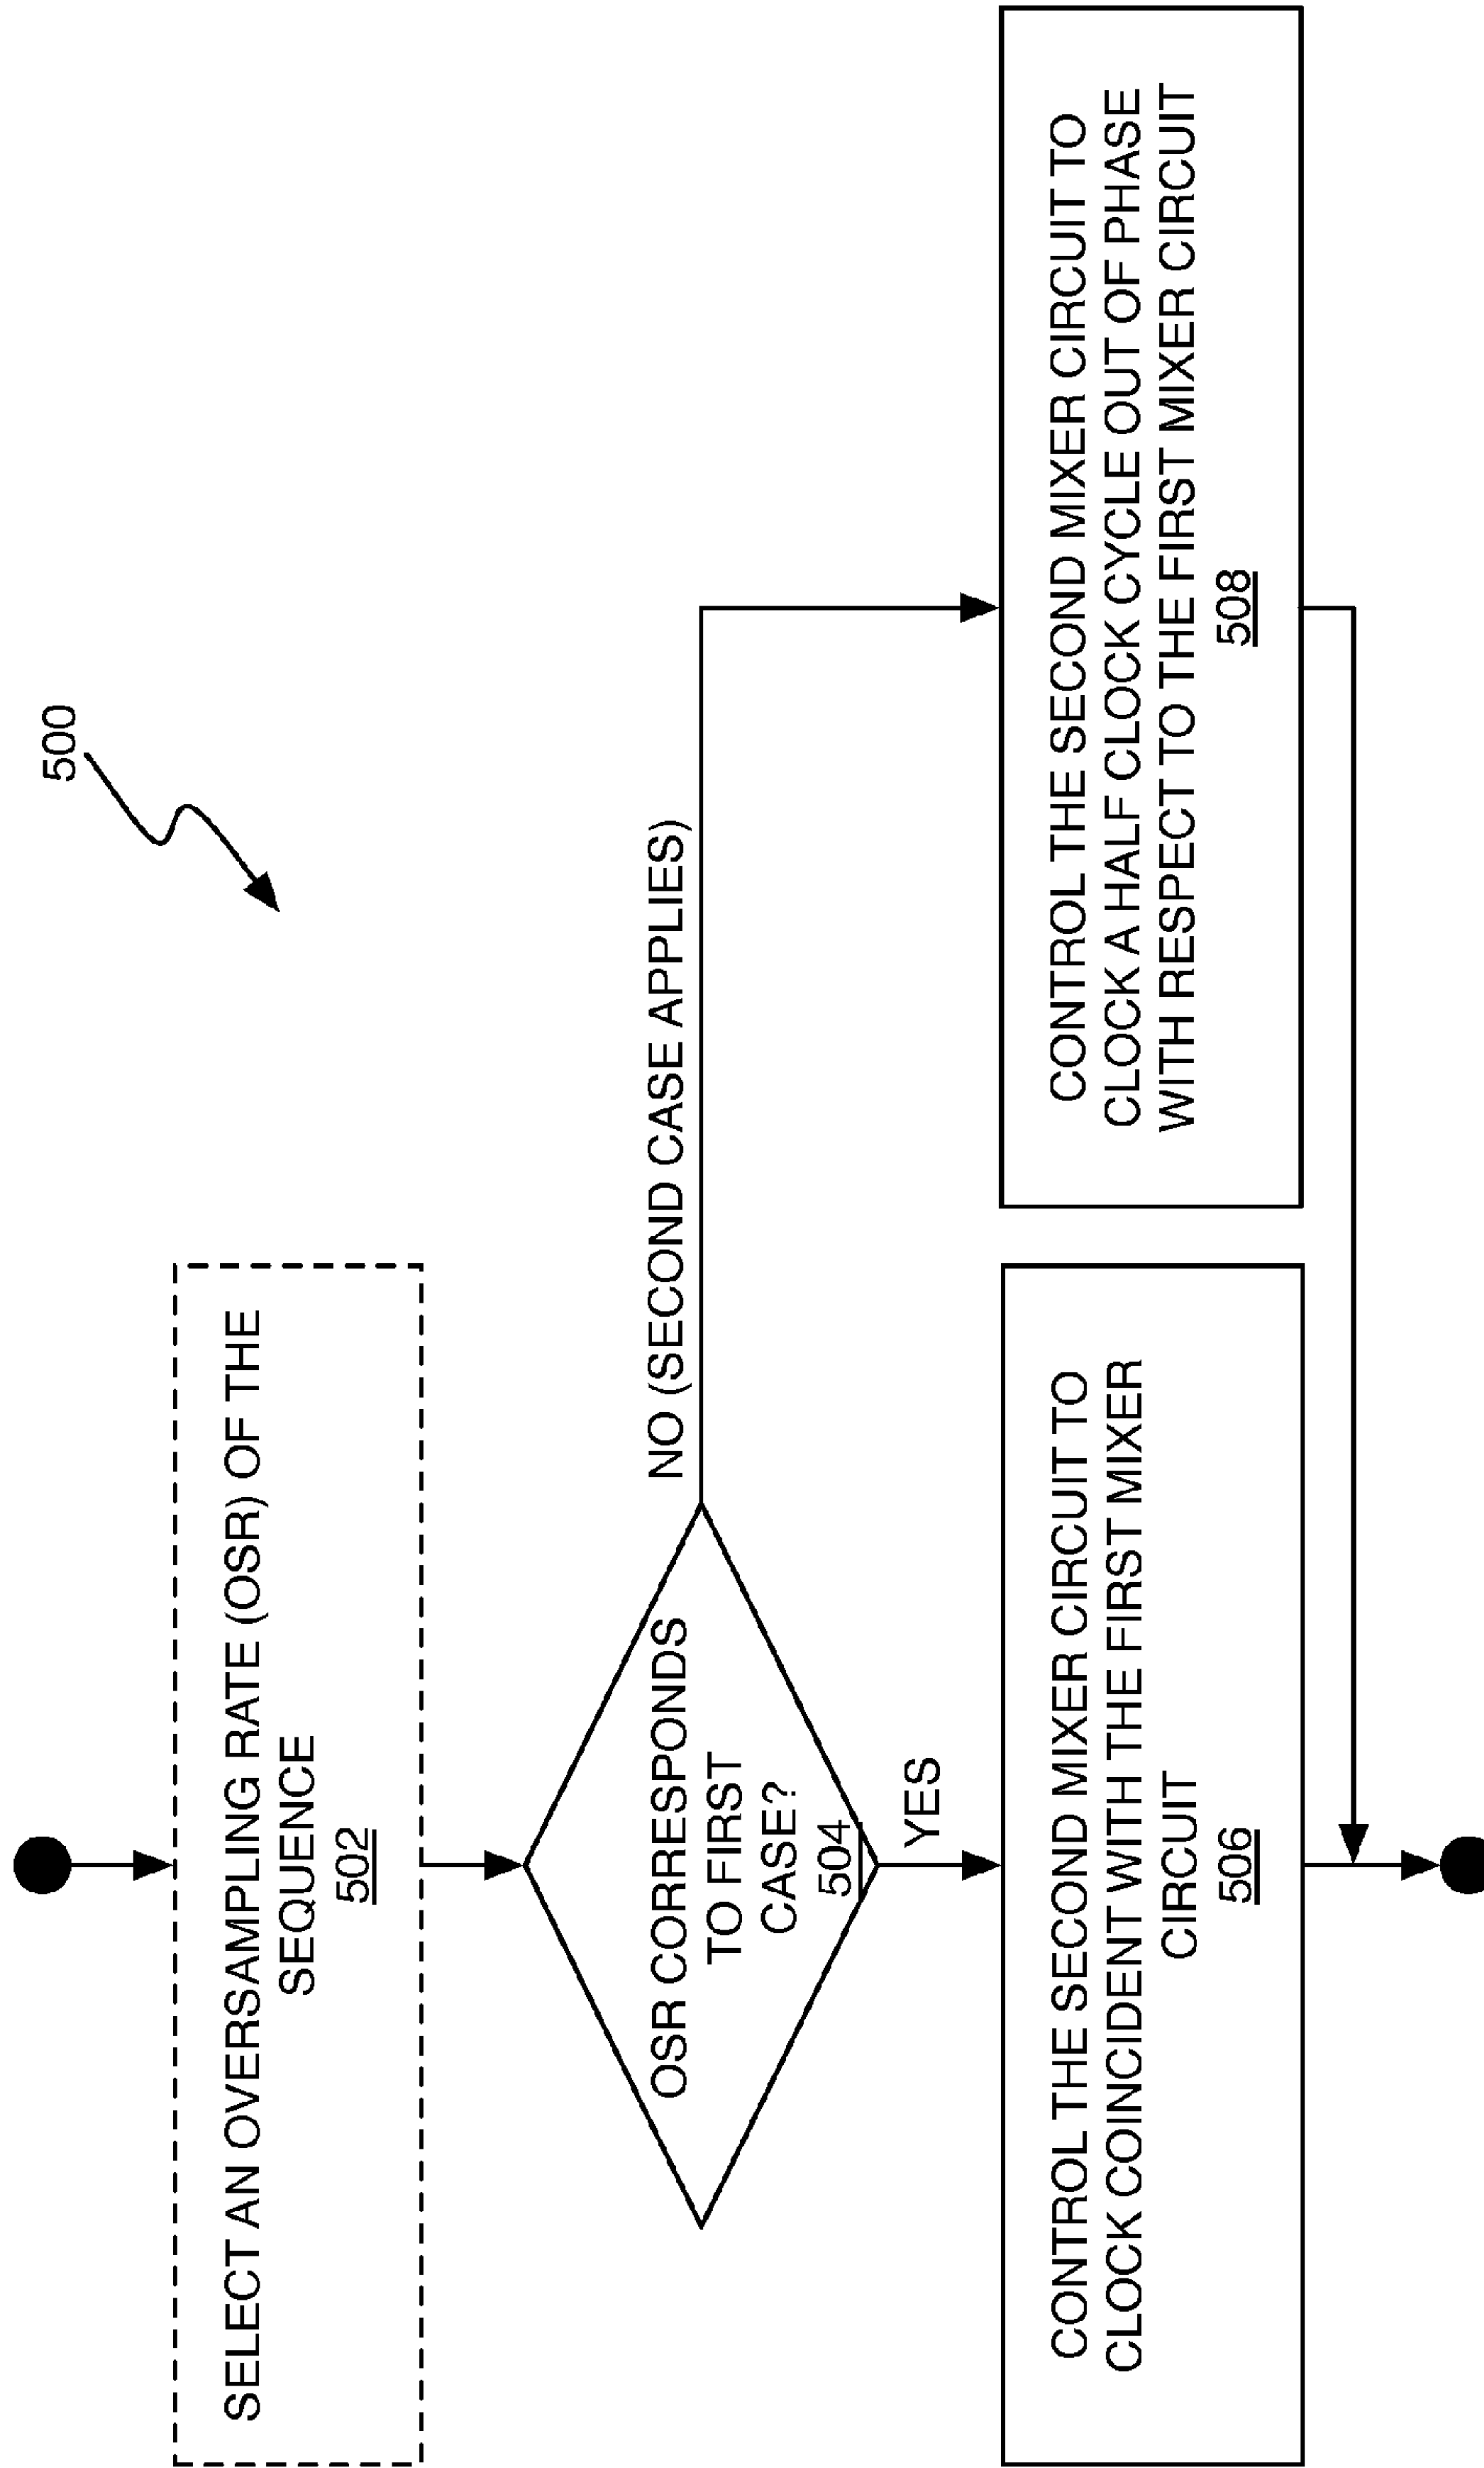 500
SELECT AN OVERSAMPLING RATE (OSR) OF THE
SEQUENCE
502
OSR CORRESPONDS
TO FIRST
CASE?
504
NO (SECOND CASE APPLIES)
YES
CONTROL THE SECOND MIXER CIRCUIT TO
CLOCK COINCIDENT WITH THE FIRST MIXER
CIRCUIT
506
CONTROL THE SECOND MIXER CIRCUIT TO
CLOCK A HALF CLOCK CYCLE OUT OF PHASE
WITH RESPECT TO THE FIRST MIXER CIRCUIT
508